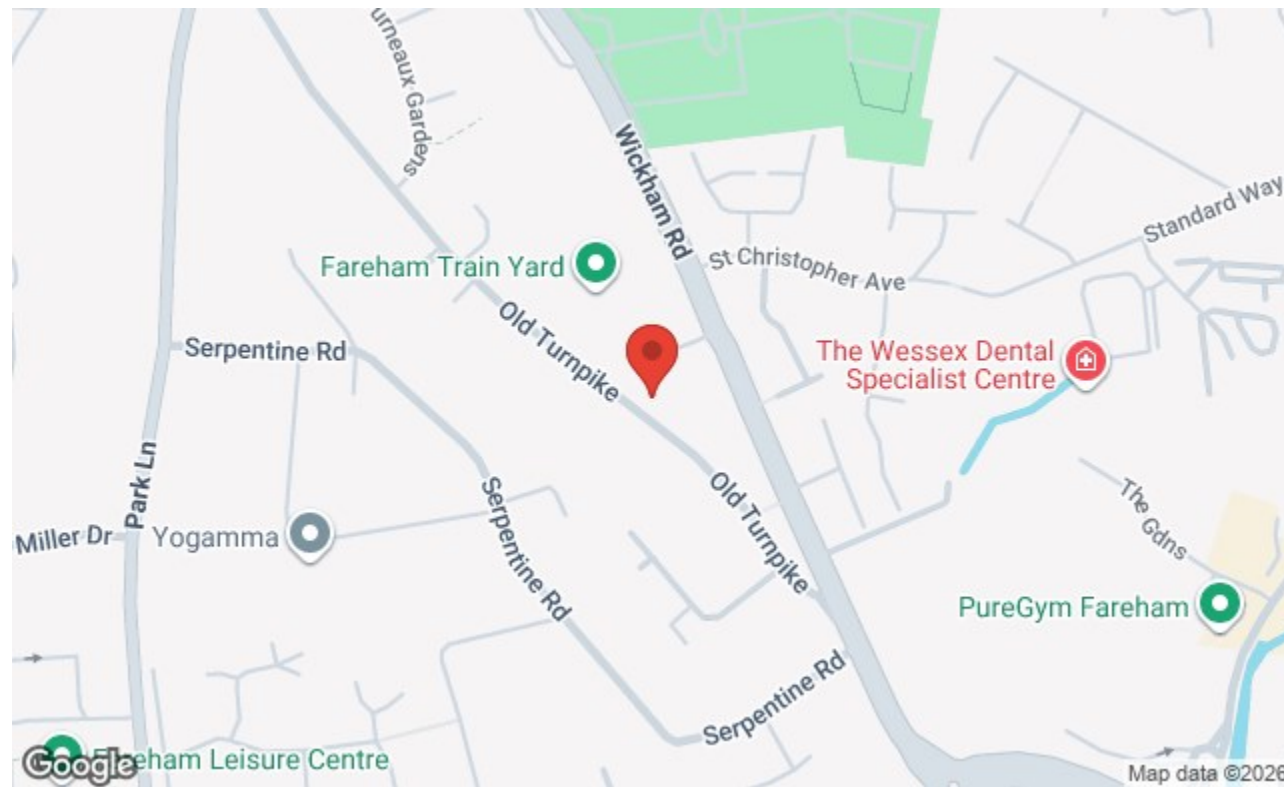 urneaux Gardens
Wickham Rd
Standard Way
St Christopher Ave
Fareham Train Yard
Old Turnpike
Serpentine Rd
The Wessex Dental
Specialist Centre
Park Ln
Serpentine Rd
Old Turnpike
The Gdns
Miller Dr
Yogamma
PureGym Fareham
Serpentine Rd
Fareham Leisure Centre
Google
Map data ©2026